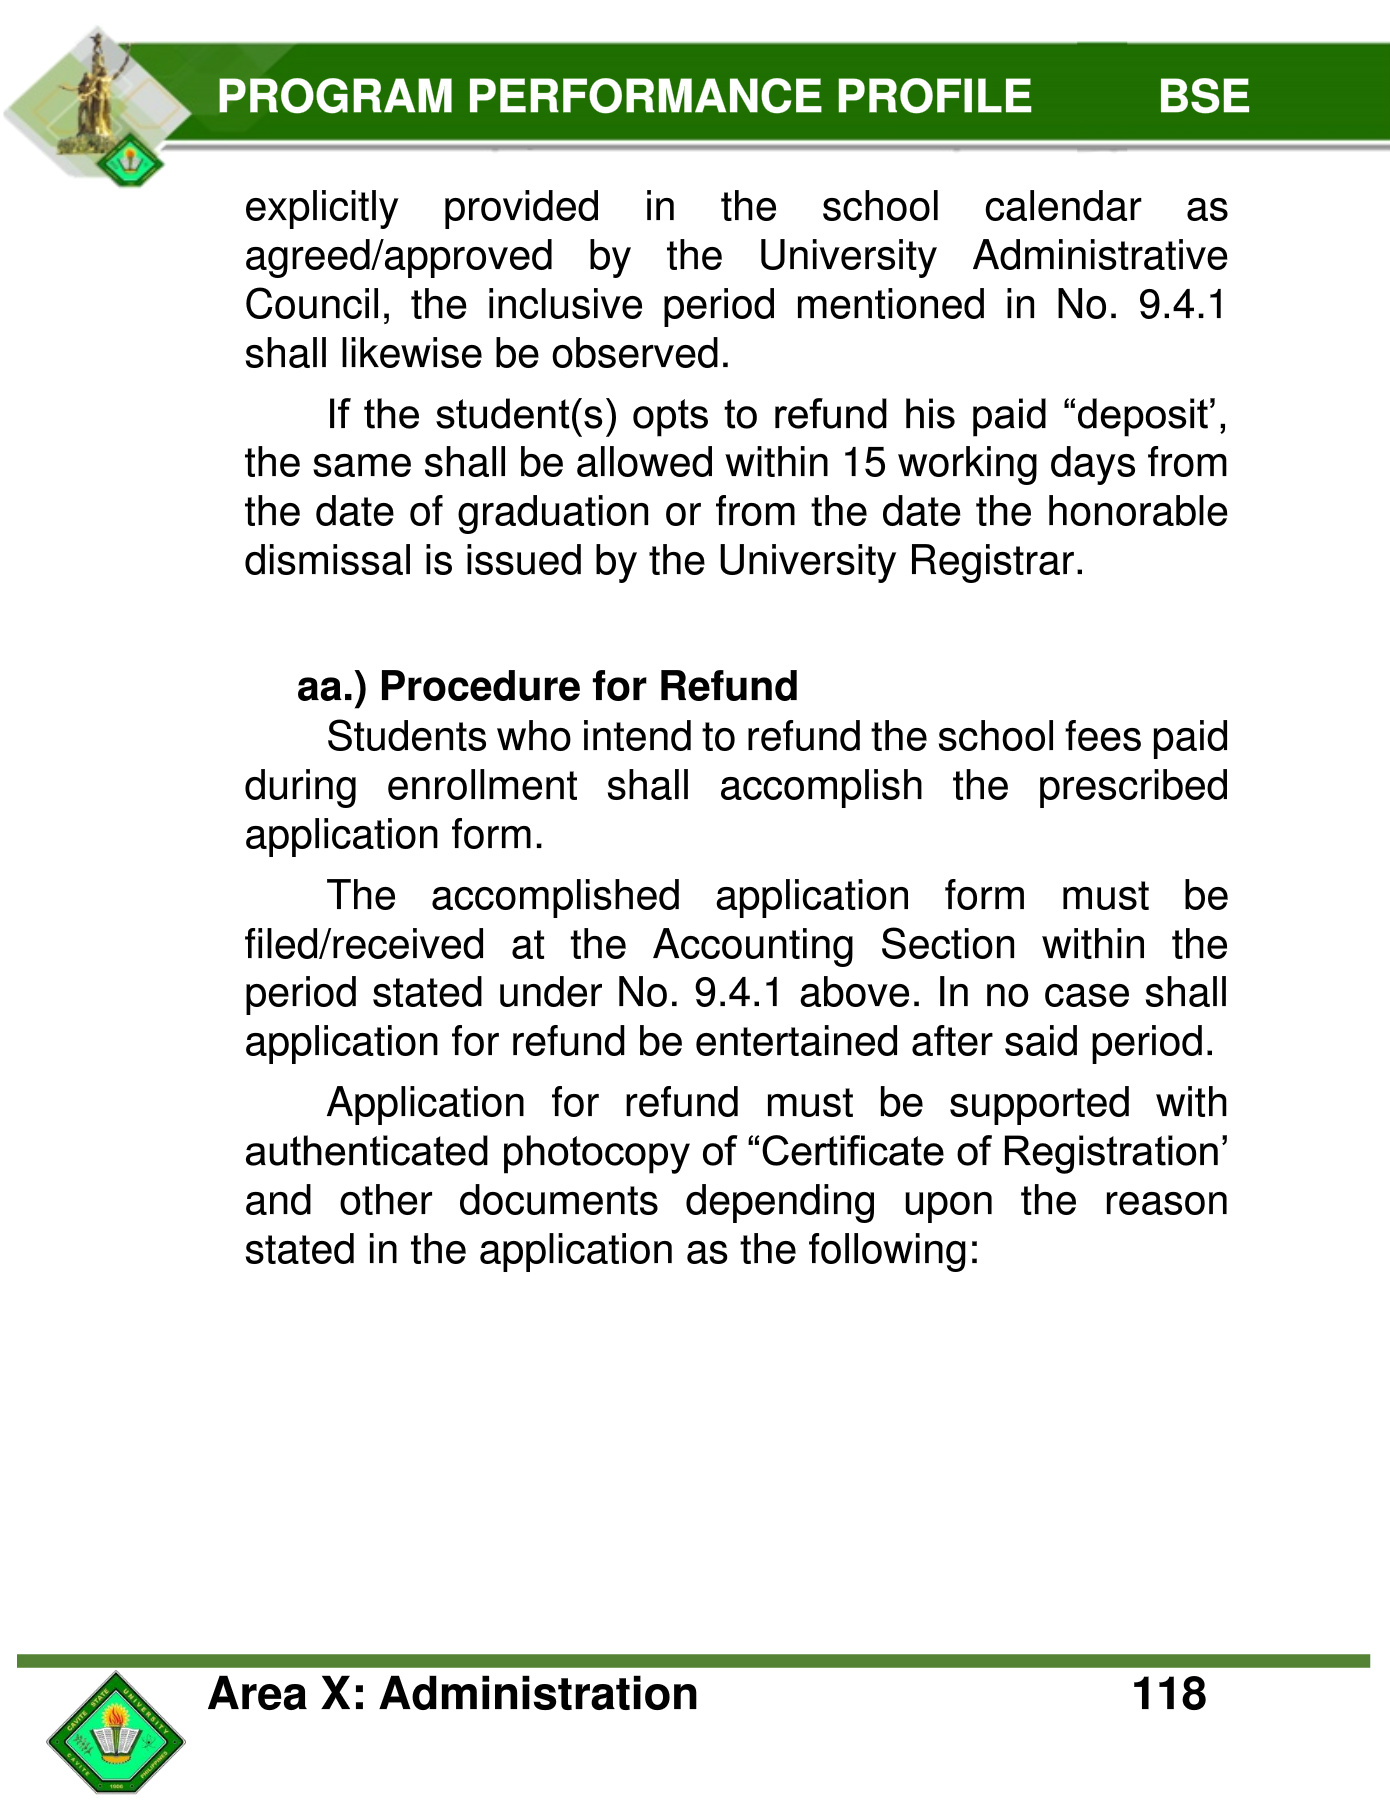 PROGRAM PERFORMANCE PROFILE BSE
explicitly provided in the school calendar as
agreed/approved by the University Administrative
Council, the inclusive period mentioned in No. 9.4.1
shall likewise be observed.
If the student(s) opts to refund his paid “deposit’,
the same shall be allowed within 15 working days from
the date of graduation or from the date the honorable
dismissal is issued by the University Registrar.
aa.) Procedure for Refund
Students who intend to refund the school fees paid
during enrollment shall accomplish the prescribed
application form.
The accomplished application form must be
filed/received at the Accounting Section within the
period stated under No. 9.4.1 above. In no case shall
application for refund be entertained after said period.
Application for refund must be supported with
authenticated photocopy of “Certificate of Registration’
and other documents depending upon the reason
stated in the application as the following:
Area X: Administration 118
CAVITE STATE UNIVERSITY
CAVITE PHILIPPINES